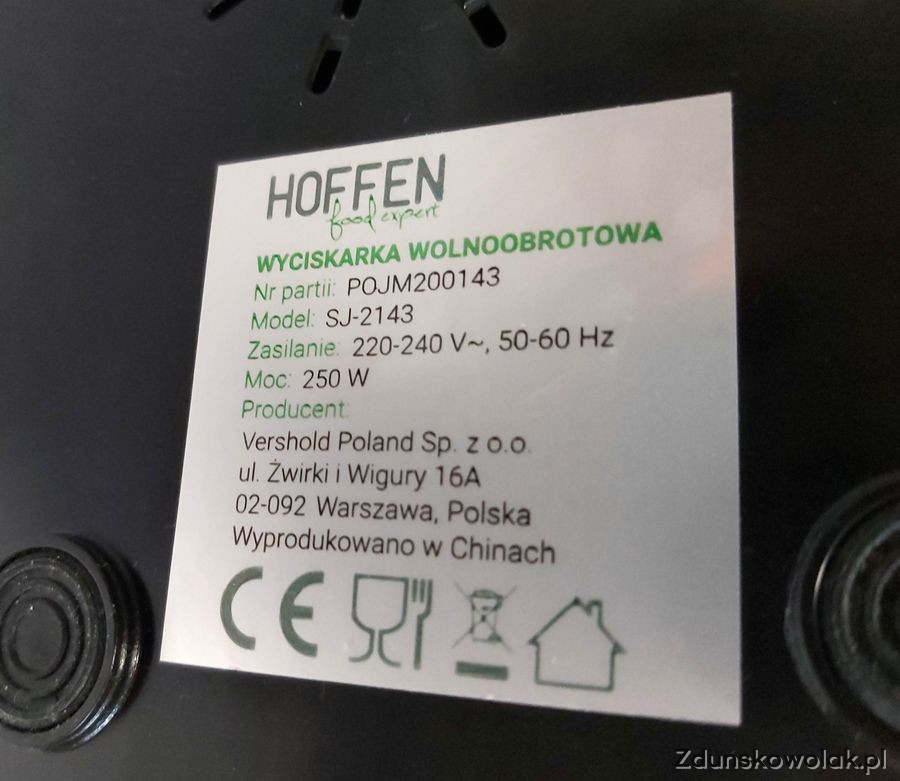 HOFFEN
food expert
WYCISKARKA WOLNOOBROTOWA
Nr partii: POJM200143
Model: SJ-2143
Zasilanie: 220-240 V~, 50-60 Hz
Moc: 250 W
Producent:
Vershold Poland Sp. z o.o.
ul. Żwirki i Wigury 16A
02-092 Warszawa, Polska
Wyprodukowano w Chinach
CE
Zduńskowolak.pl